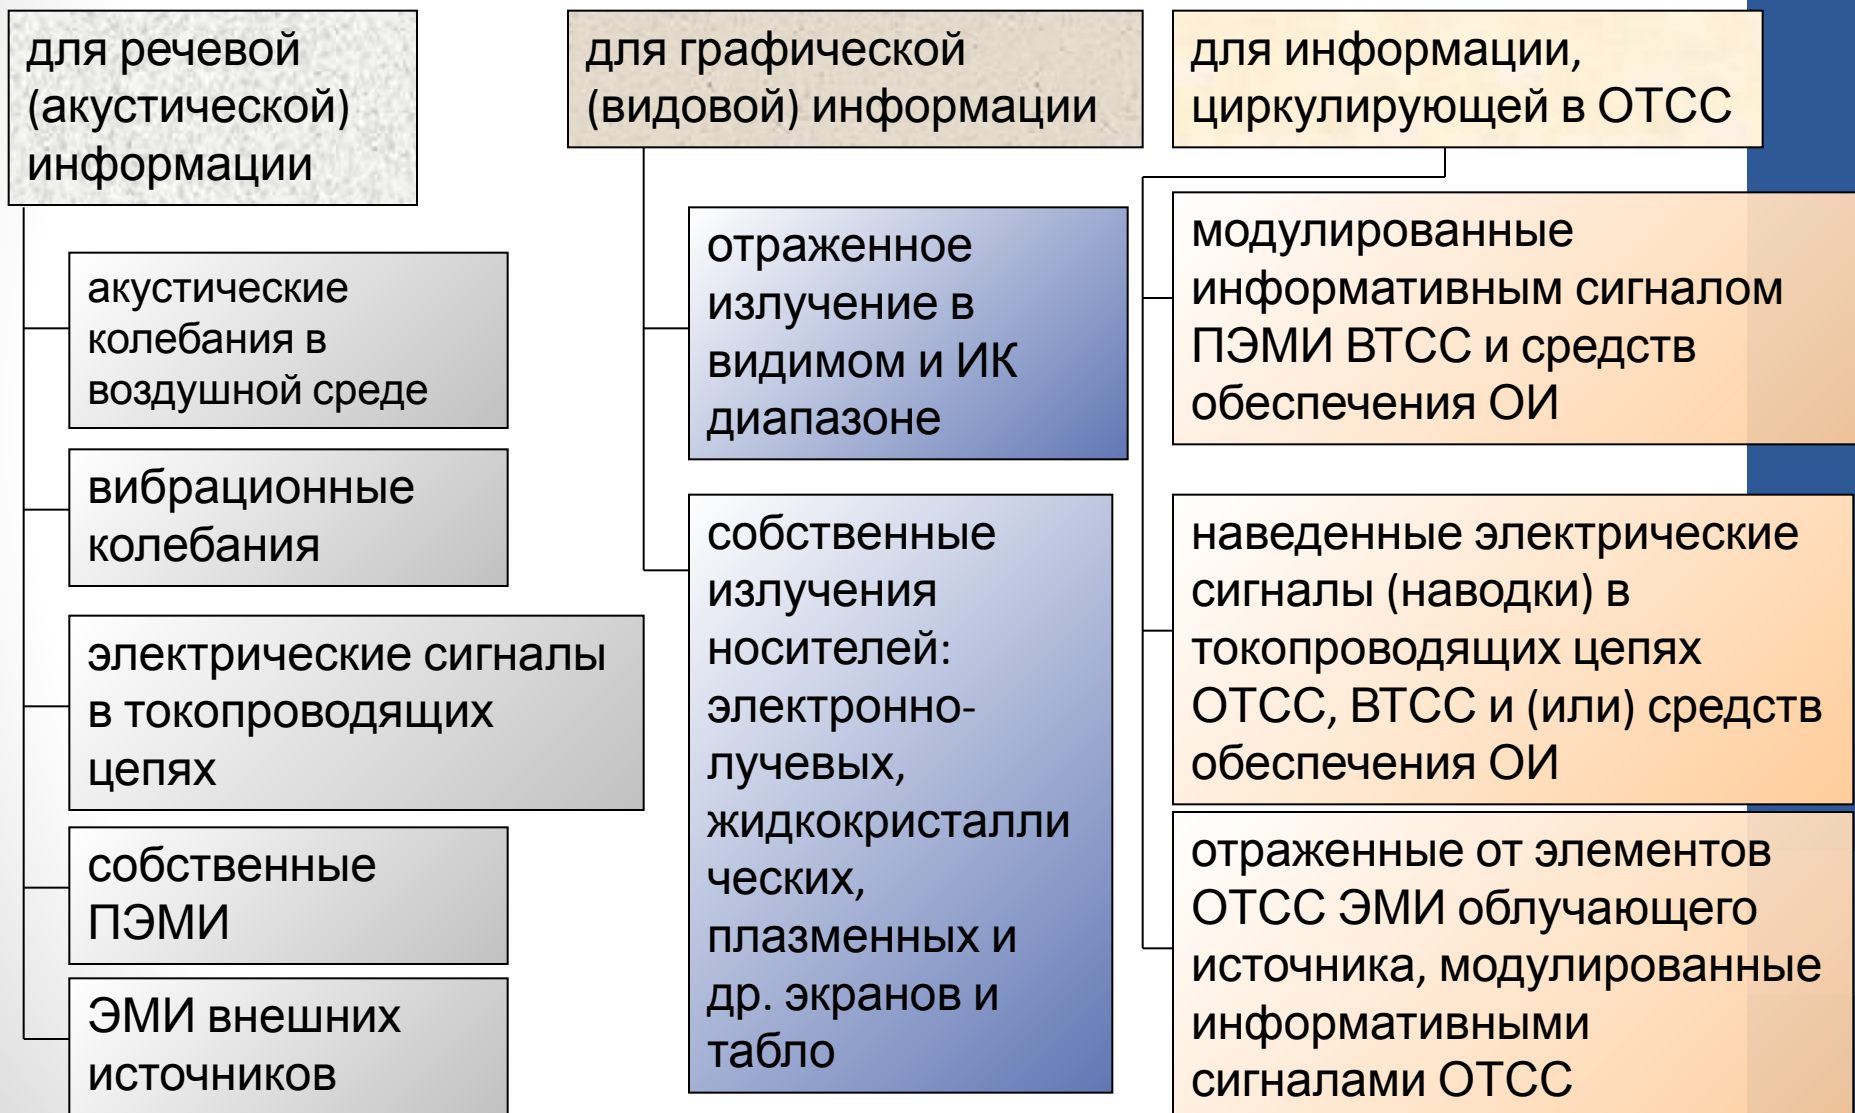 для речевой
(акустической)
информации
акустические
колебания в
воздушной среде
вибрационные
колебания
электрические сигналы
в токопроводящих
цепях
собственные
ПЭМИ
ЭМИ внешних
источников
для графической
(видовой) информации
отраженное
излучение в
видимом и ИК
диапазоне
собственные
излучения
носителей:
электронно-
лучевых,
жидкокристалли
ческих,
плазменных и
др. экранов и
табло
для информации,
циркулирующей в ОТСС
модулированные
информативным сигналом
ПЭМИ ВТСС и средств
обеспечения ОИ
наведенные электрические
сигналы (наводки) в
токопроводящих цепях
ОТСС, ВТСС и (или) средств
обеспечения ОИ
отраженные от элементов
ОТСС ЭМИ облучающего
источника, модулированные
информативными
сигналами ОТСС